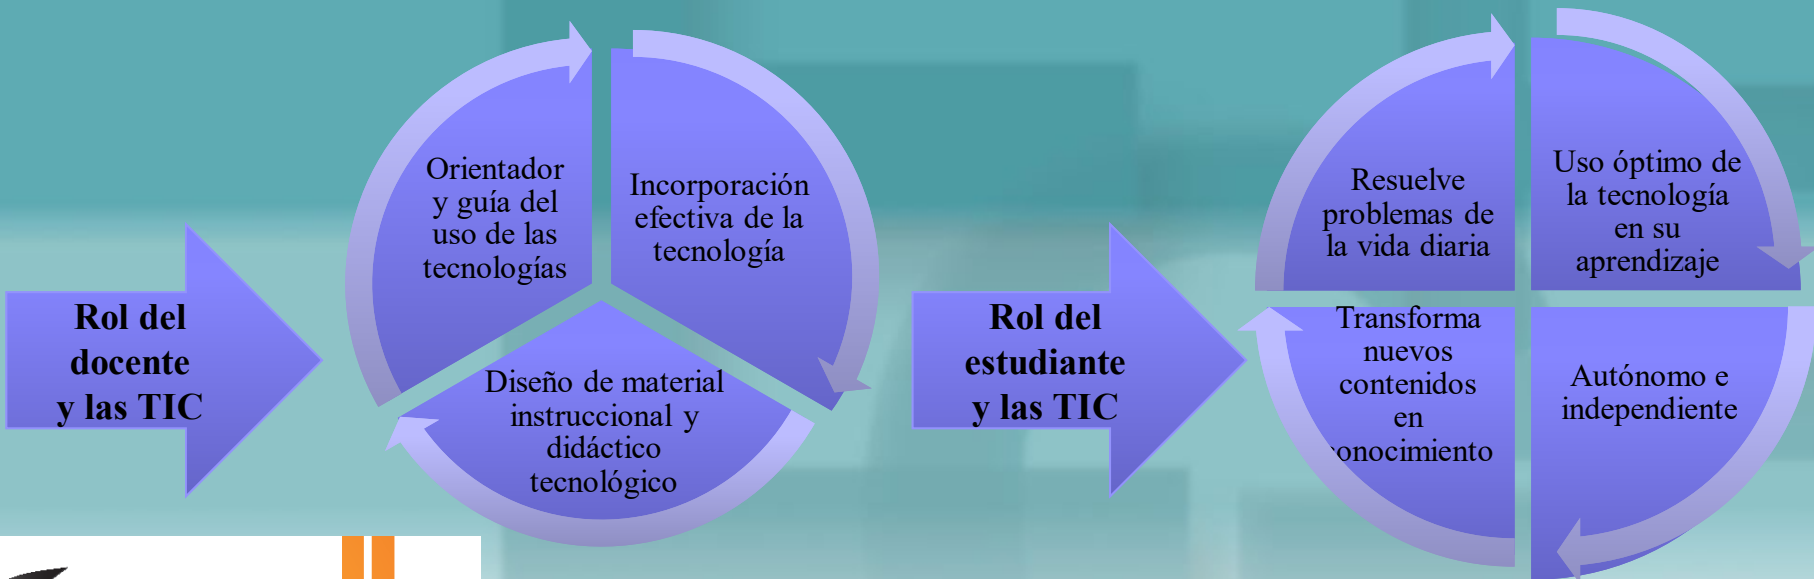 Rol del
docente
y las TIC
Orientador
y guía del
uso de las
tecnologías
Incorporación
efectiva de la
tecnología
Diseño de material
instruccional y
didáctico
tecnológico
Rol del
estudiante
y las TIC
Resuelve
problemas de
la vida diaria
Uso óptimo de
la tecnología
en su
aprendizaje
Transforma
nuevos
contenidos
en
conocimiento
Autónomo e
independiente